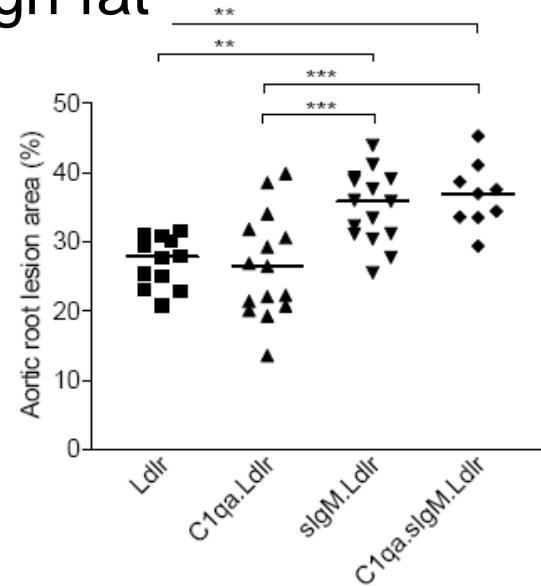 gh fat
**
**
***
***
50
40
30
20
10
0
Aortic root lesion area (%)
Ldlr
C1qa.Ldlr
sIgM.Ldlr
C1qa.sIgM.Ldlr